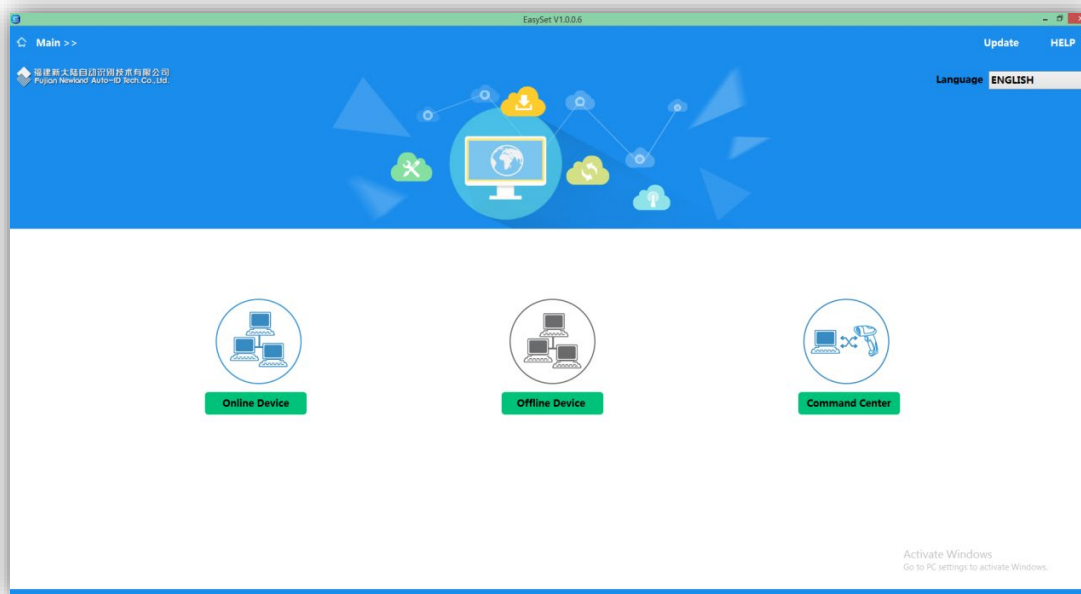 EasySet V1.0.0.6
Main >>
Update
HELP
福建新大陆自动识别技术有限公司
Fujian Newland Auto-ID Tech.Co.,Ltd.
Language ENGLISH
Online Device
Offline Device
Command Center
Activate Windows
Go to PC settings to activate Windows.